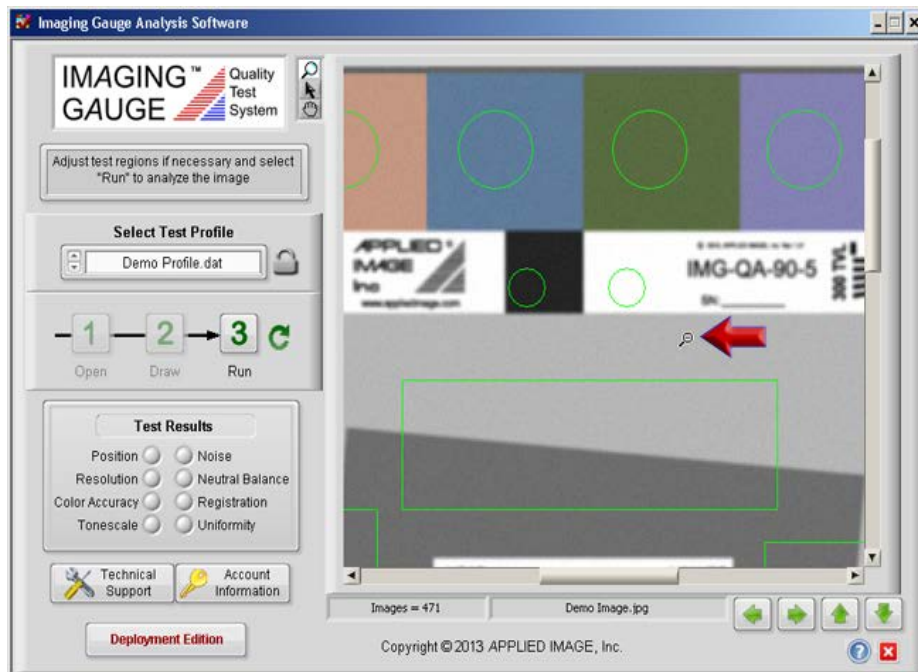 Imaging Gauge Analysis Software
IMAGING™
GAUGE
Quality
Test
System
Adjust test regions if necessary and select
"Run" to analyze the image
Select Test Profile
Demo Profile.dat
1
2
3
Open
Draw
Run
Test Results
Position
Noise
Resolution
Neutral Balance
Color Accuracy
Registration
Tonescale
Uniformity
Technical
Support
Account
Information
Deployment Edition
APPLIED
IMAGE
Inc
www.appliedimage.com
IMG-QA-90-5
SN:
300 TVL
Images = 471
Demo Image.jpg
Copyright © 2013 APPLIED IMAGE, Inc.